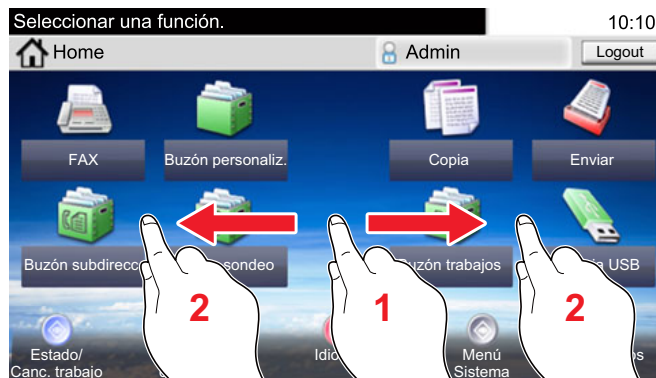 Seleccionar una función.
10:10
Home
Admin
Logout
FAX
Buzón personaliz.
Copia
Enviar
Buzón subdirecc
sondeo
uzón trabajos
USB
2
1
2
Estado/
Canc. trabajo
Idio
Menú
Sistema
os